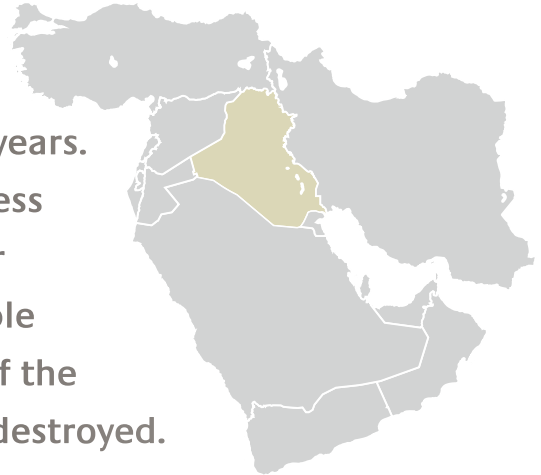 years.
ess
ole
f the
destroyed.